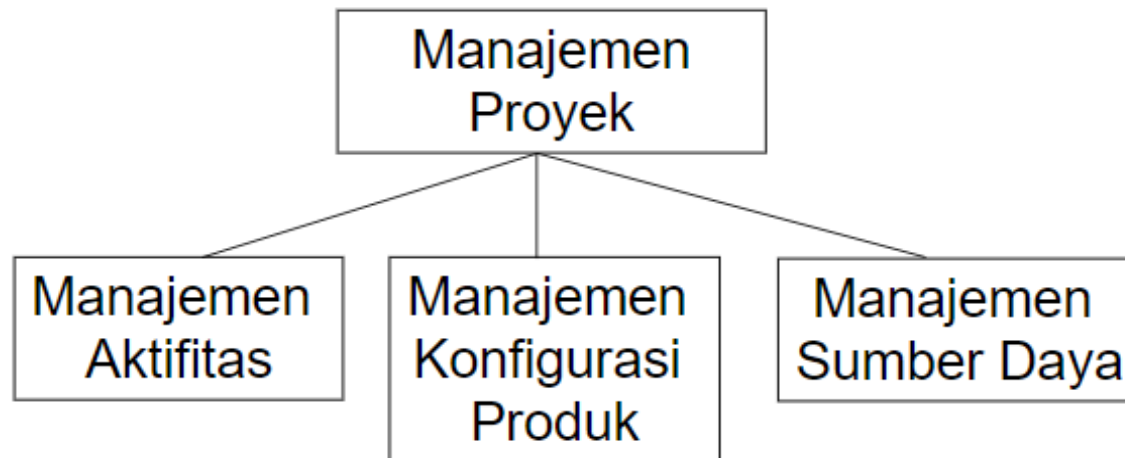 Manajemen
Proyek
Manajemen
Aktifitas
Manajemen
Konfigurasi
Produk
Manajemen
Sumber Daya